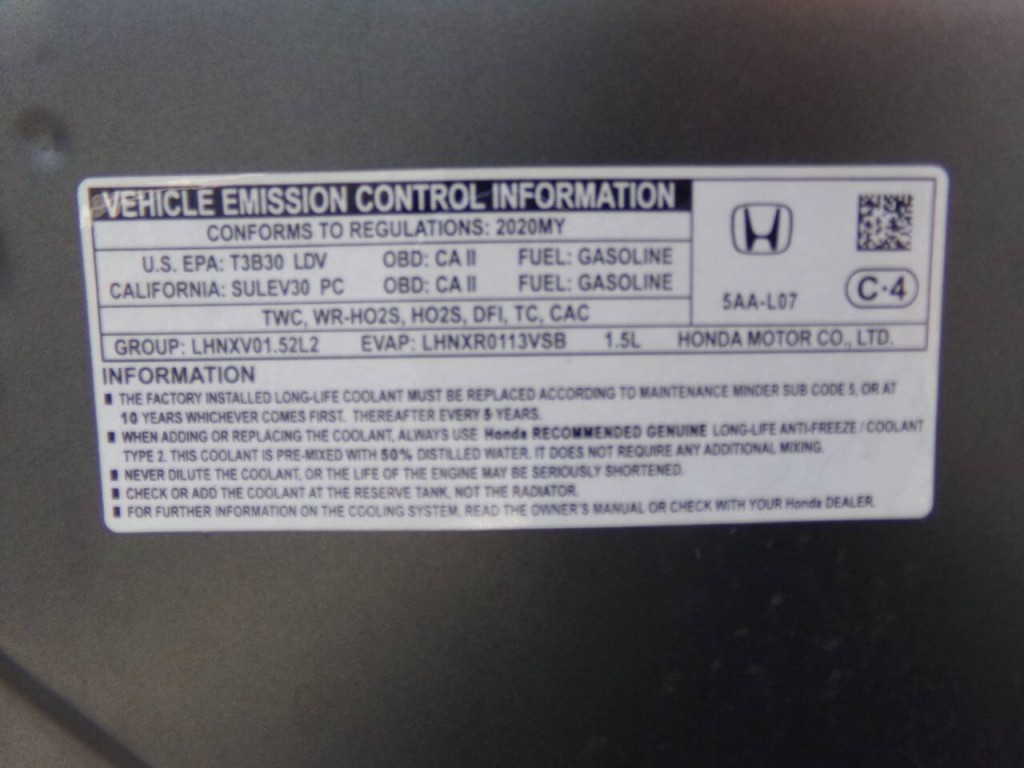 VEHICLE EMISSION CONTROL INFORMATION
CONFORMS TO REGULATIONS: 2020MY
U.S. EPA: T3B30 LDV OBD: CA II FUEL: GASOLINE
CALIFORNIA: SULEV30 PC OBD: CA II FUEL: GASOLINE
TWC, WR-HO2S, HO2S, DFI, TC, CAC
5AA-L07
C·4
GROUP: LHNXV01.52L2 EVAP: LHNXR0113VSB 1.5L HONDA MOTOR CO., LTD.
INFORMATION
■ THE FACTORY INSTALLED LONG-LIFE COOLANT MUST BE REPLACED ACCORDING TO MAINTENANCE MINDER SUB CODE 5, OR AT
10 YEARS WHICHEVER COMES FIRST. THEREAFTER EVERY 5 YEARS.
■ WHEN ADDING OR REPLACING THE COOLANT, ALWAYS USE Honda RECOMMENDED GENUINE LONG-LIFE ANTI-FREEZE / COOLANT
TYPE 2. THIS COOLANT IS PRE-MIXED WITH 50% DISTILLED WATER. IT DOES NOT REQUIRE ANY ADDITIONAL MIXING.
■ NEVER DILUTE THE COOLANT, OR THE LIFE OF THE ENGINE MAY BE SERIOUSLY SHORTENED.
■ CHECK OR ADD THE COOLANT AT THE RESERVE TANK, NOT THE RADIATOR.
■ FOR FURTHER INFORMATION ON THE COOLING SYSTEM, READ THE OWNER'S MANUAL OR CHECK WITH YOUR Honda DEALER.